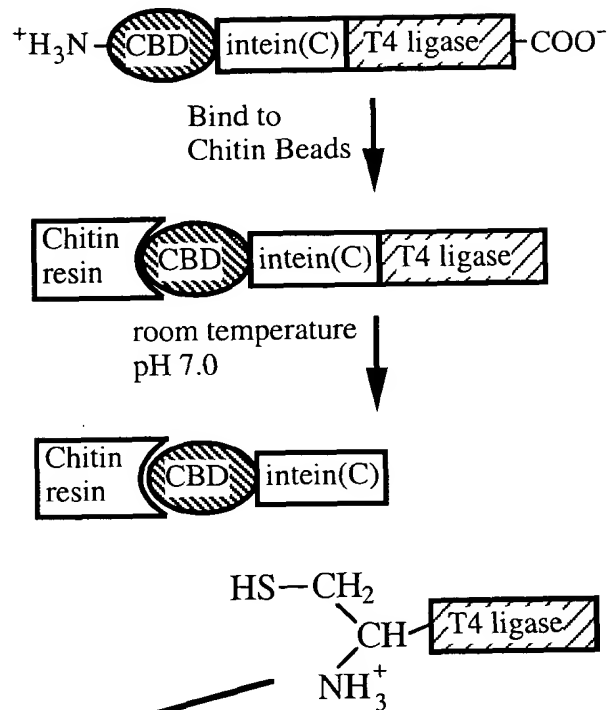 ⁺H₃N CBD intein(C) T4 ligase COO⁻
Bind to
Chitin Beads
Chitin
resin CBD intein(C) T4 ligase
room temperature
pH 7.0
Chitin
resin CBD intein(C)
HS—CH₂
CH T4 ligase
NH₃⁺